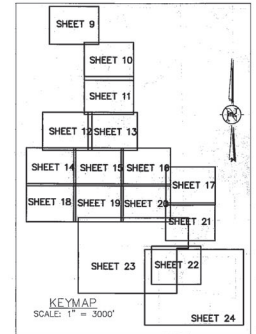 SHEET 9
SHEET 10
SHEET 11
SHEET 12
SHEET 13
SHEET 14
SHEET 15
SHEET 16
SHEET 17
SHEET 18
SHEET 19
SHEET 20
SHEET 21
SHEET 23
SHEET 22
SHEET 24
KEYMAP
SCALE: 1" = 3000'